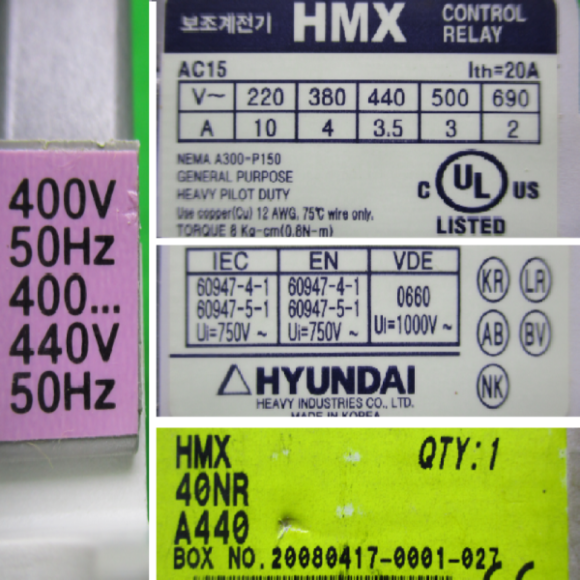 400V
50Hz
400...
440V
50Hz
보조계전기 HMX CONTROL RELAY
AC15 Ith=20A
V~ 220 380 440 500 690
A 10 4 3.5 3 2
NEMA A300-P150
GENERAL PURPOSE
HEAVY PILOT DUTY
Use copper(Cu) 12 AWG, 75℃ wire only.
TORQUE 8 Kg-cm(0.8N-m)
C UL US
LISTED
IEC EN VDE
60947-4-1 60947-4-1 0660
60947-5-1 60947-5-1
Ui=750V ~ Ui=750V ~ Ui=1000V ~
KR LR
AB BV
NK
HYUNDAI
HEAVY INDUSTRIES CO., LTD.
MADE IN KOREA
HMX QTY:1
40NR
A440
BOX NO.20080417-0001-027